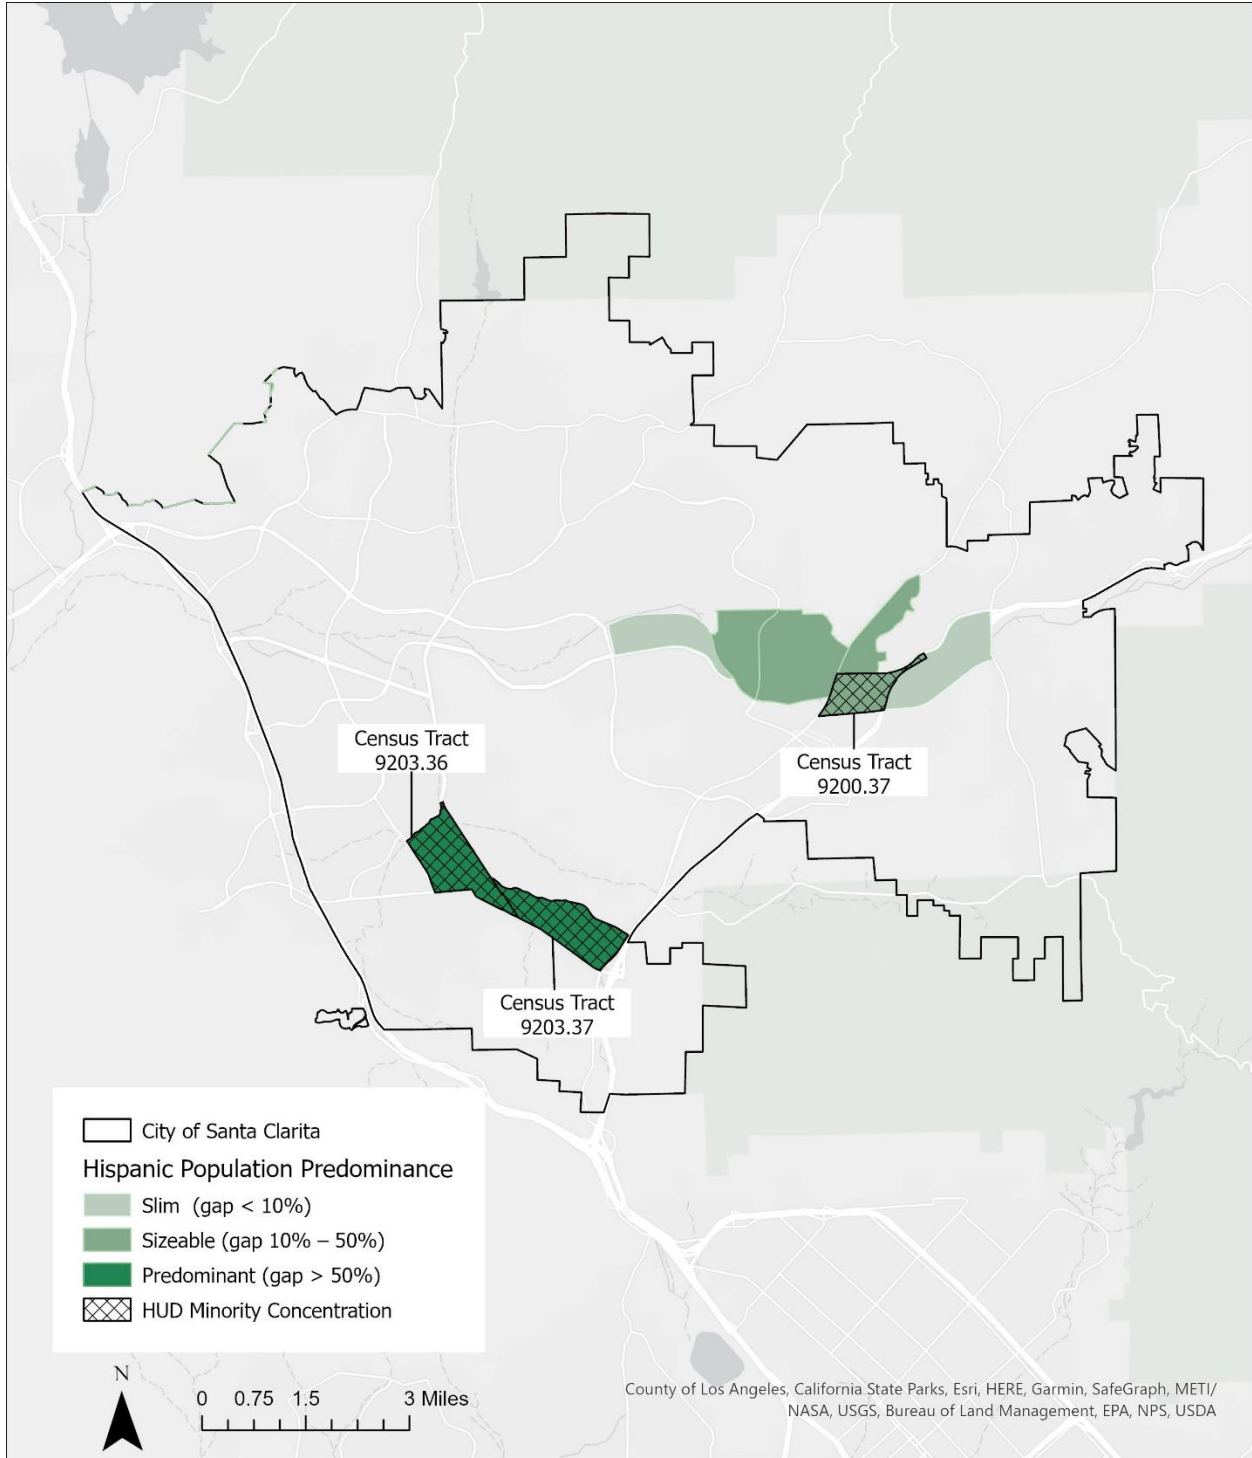 Census Tract
9203.36
Census Tract
9200.37
Census Tract
9203.37
City of Santa Clarita
Hispanic Population Predominance
Slim (gap < 10%)
Sizeable (gap 10% – 50%)
Predominant (gap > 50%)
HUD Minority Concentration
N
0 0.75 1.5 3 Miles
County of Los Angeles, California State Parks, Esri, HERE, Garmin, SafeGraph, METI/
NASA, USGS, Bureau of Land Management, EPA, NPS, USDA